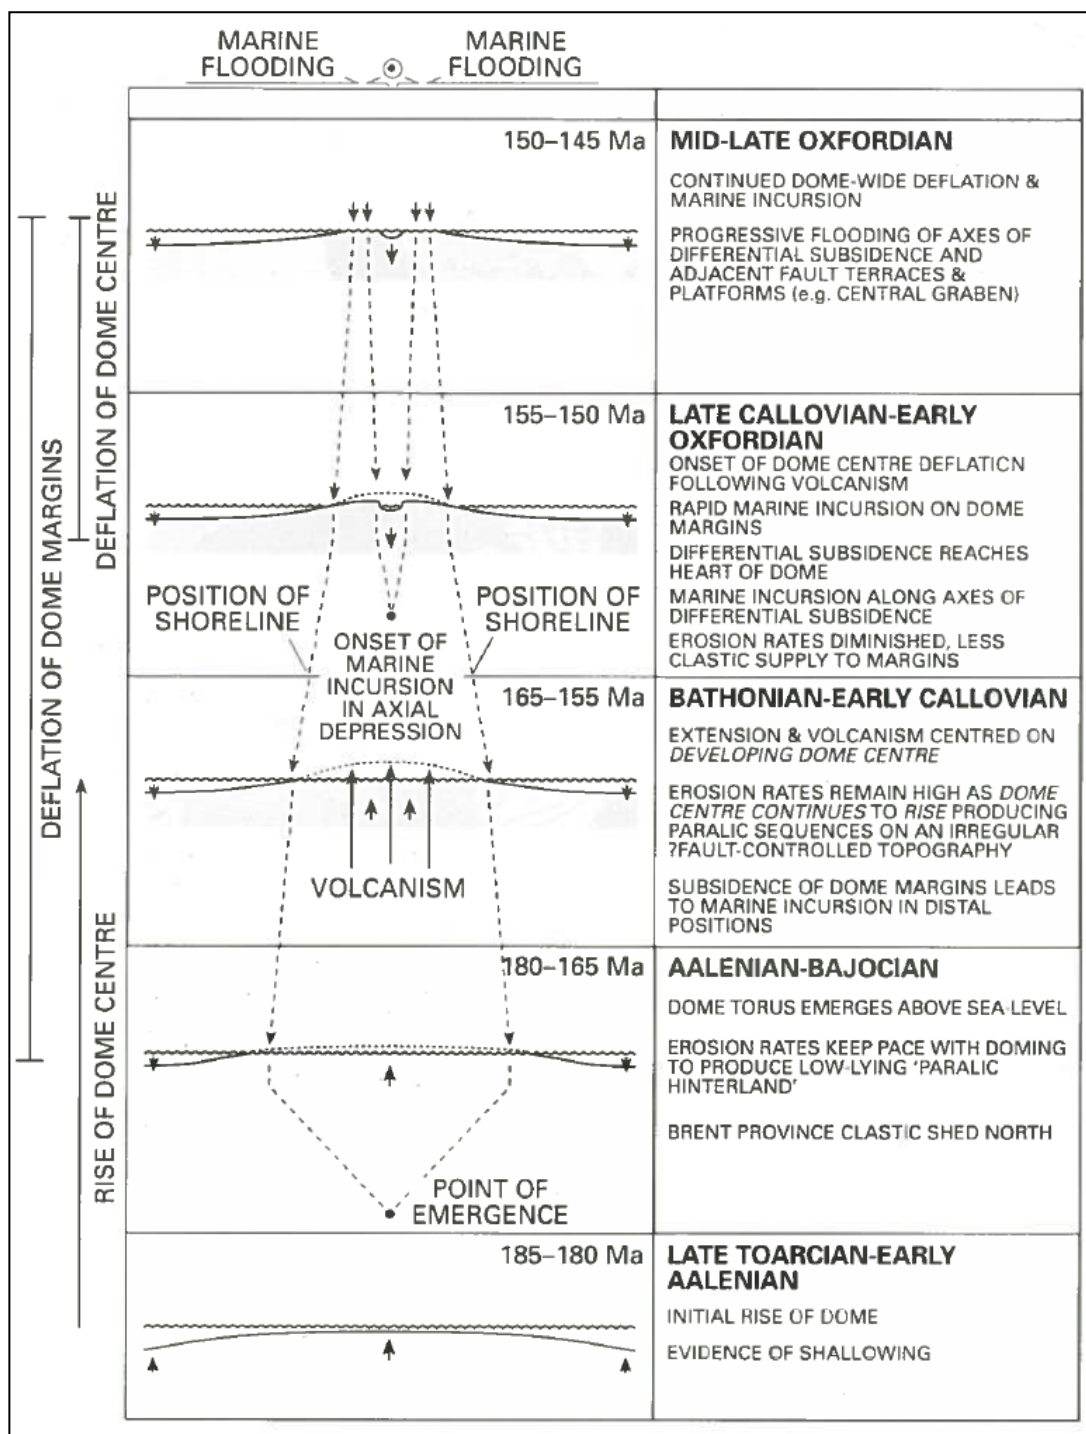 MARINE
FLOODING
MARINE
FLOODING
150–145 Ma
MID-LATE OXFORDIAN
CONTINUED DOME-WIDE DEFLATION &
MARINE INCURSION
PROGRESSIVE FLOODING OF AXES OF
DIFFERENTIAL SUBSIDENCE AND
ADJACENT FAULT TERRACES &
PLATFORMS (e.g. CENTRAL GRABEN)
DEFLATION OF DOME CENTRE
DEFLATION OF DOME MARGINS
155–150 Ma
LATE CALLOVIAN-EARLY
OXFORDIAN
ONSET OF DOME CENTRE DEFLATION
FOLLOWING VOLCANISM
RAPID MARINE INCURSION ON DOME
MARGINS
DIFFERENTIAL SUBSIDENCE REACHES
HEART OF DOME
MARINE INCURSION ALONG AXES OF
DIFFERENTIAL SUBSIDENCE
EROSION RATES DIMINISHED, LESS
CLASTIC SUPPLY TO MARGINS
POSITION OF
SHORELINE
ONSET OF
MARINE
INCURSION
IN AXIAL
DEPRESSION
POSITION OF
SHORELINE
165–155 Ma
BATHONIAN-EARLY CALLOVIAN
EXTENSION & VOLCANISM CENTRED ON
DEVELOPING DOME CENTRE
EROSION RATES REMAIN HIGH AS DOME
CENTRE CONTINUES TO RISE PRODUCING
PARALIC SEQUENCES ON AN IRREGULAR
?FAULT-CONTROLLED TOPOGRAPHY
SUBSIDENCE OF DOME MARGINS LEADS
TO MARINE INCURSION IN DISTAL
POSITIONS
VOLCANISM
RISE OF DOME CENTRE
180–165 Ma
AALENIAN-BAJOCIAN
DOME TORUS EMERGES ABOVE SEA-LEVEL
EROSION RATES KEEP PACE WITH DOMING
TO PRODUCE LOW-LYING ‘PARALIC
HINTERLAND’
BRENT PROVINCE CLASTIC SHED NORTH
POINT OF
EMERGENCE
185–180 Ma
LATE TOARCIAN-EARLY
AALENIAN
INITIAL RISE OF DOME
EVIDENCE OF SHALLOWING